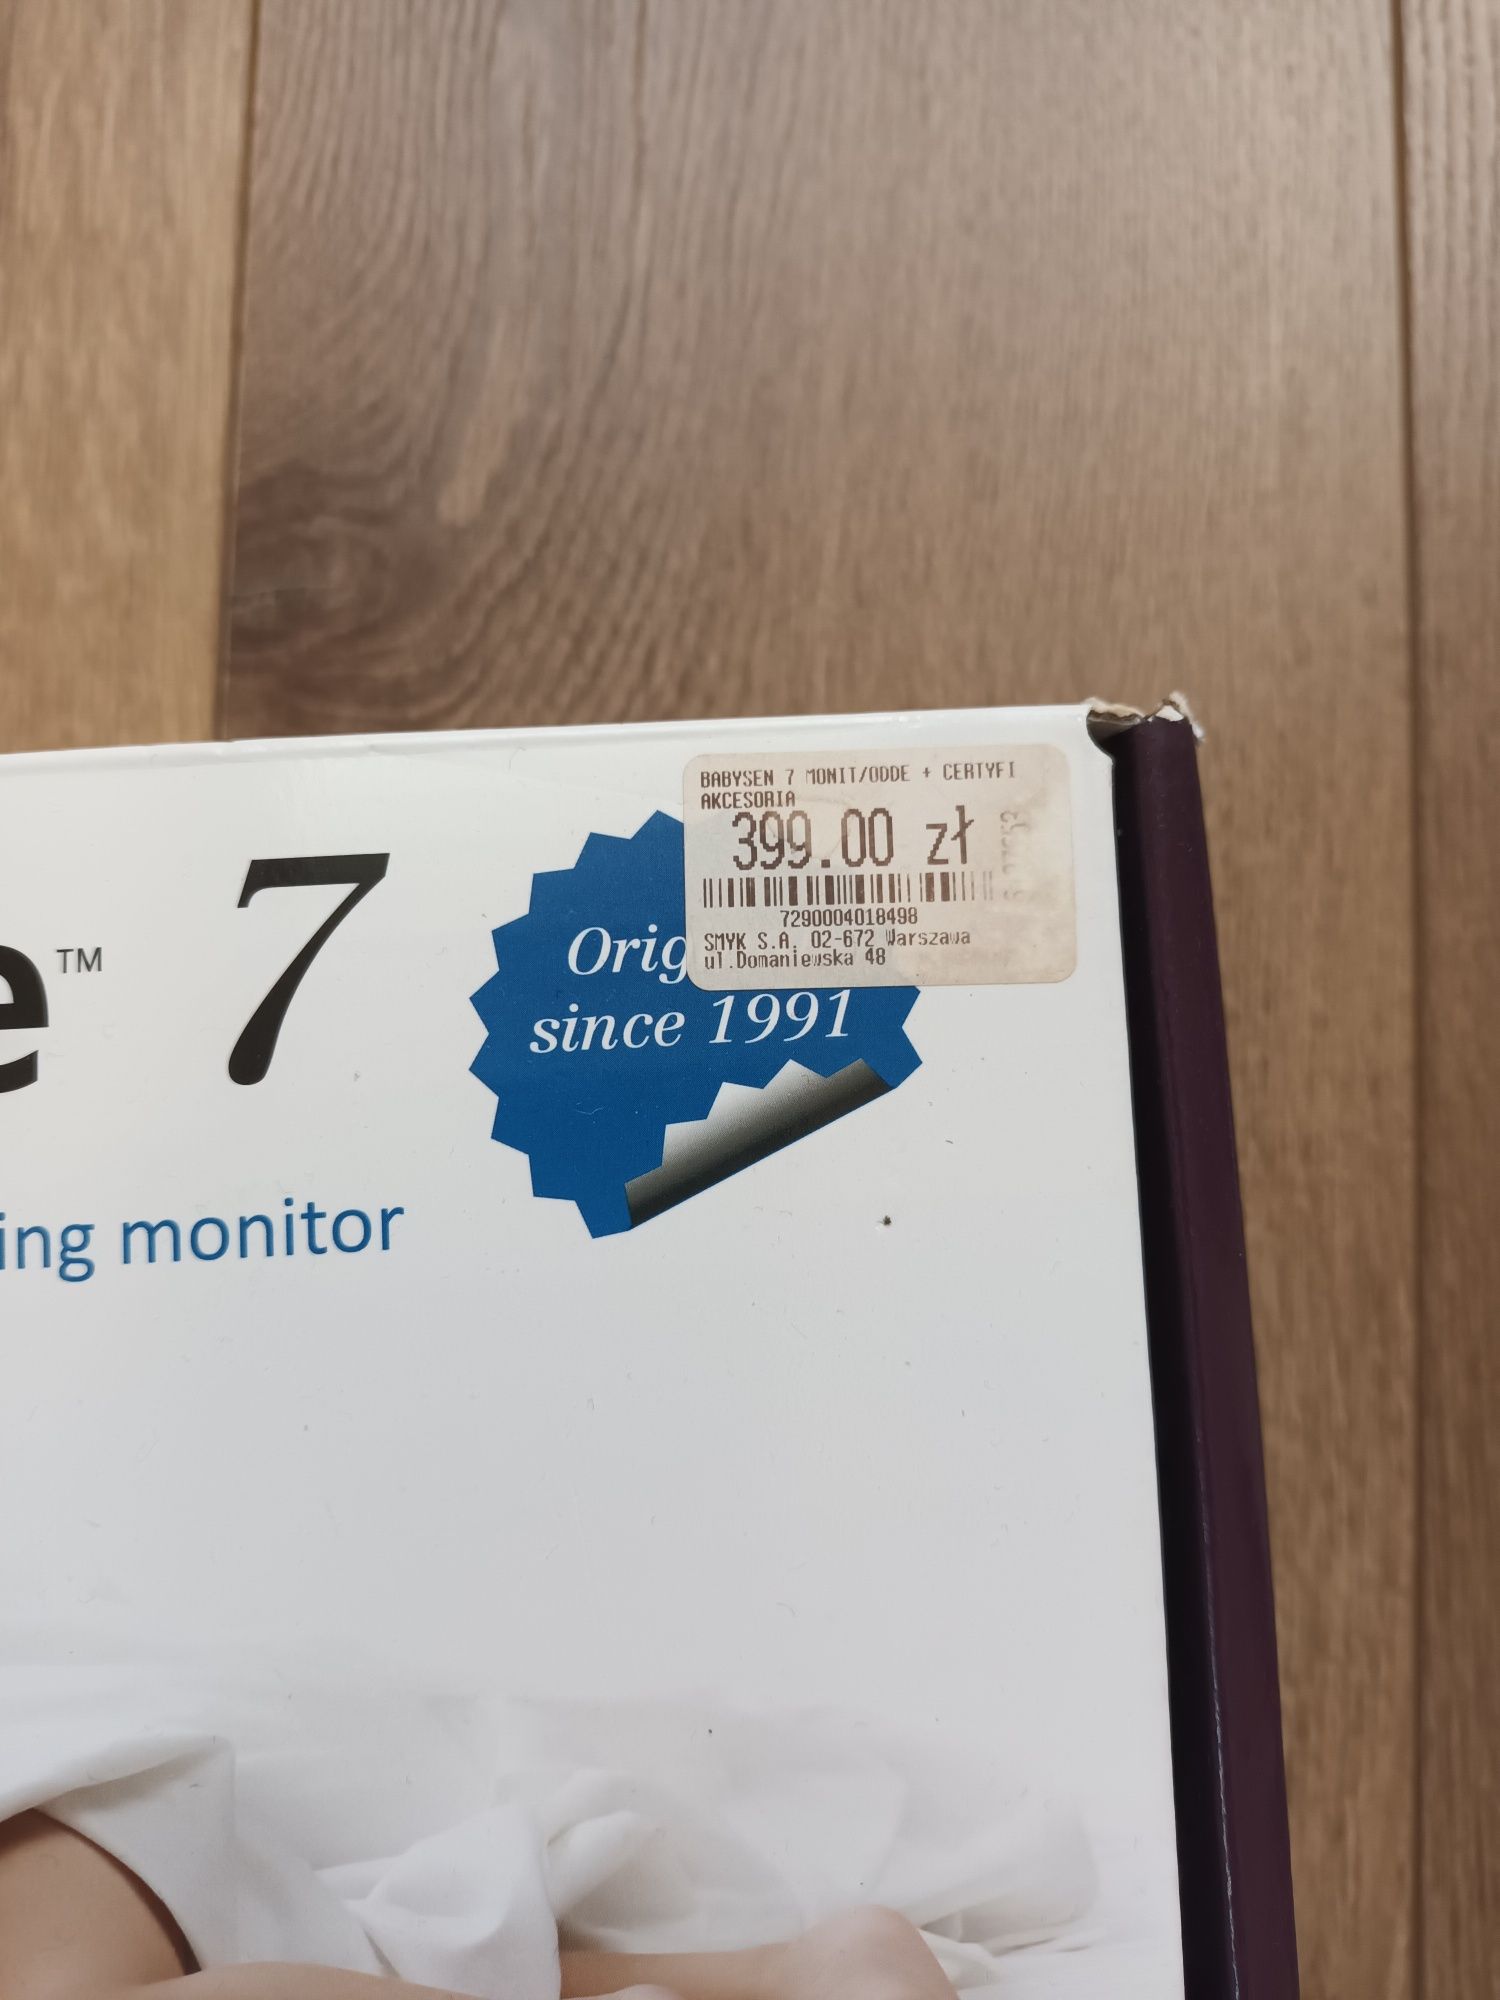 BABYSEN 7 MONIT/ODDE + CERTYFI
AKCESORIA
399.00 zł
7290004018498
SMYK S.A. 02-672 Warszawa
ul.Domaniewska 48
e™ 7
Orig
since 1991
ing monitor